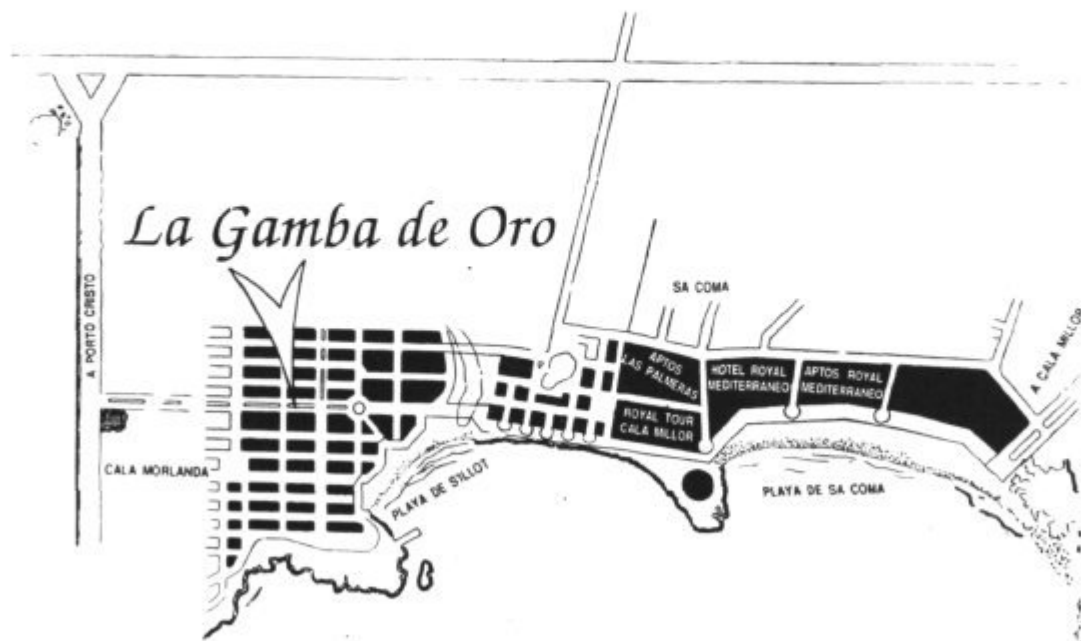 La Gamba de Oro
A PORTO CRISTO
CALA MORLANDA
PLAYA DE S'ILLOT
SA COMA
APTOS
LAS PALMERAS
ROYAL TOUR
CALA MILLOR
HOTEL ROYAL
MEDITERRANEO
APTOS ROYAL
MEDITERRANEO
PLAYA DE SA COMA
A CALA MILLOR